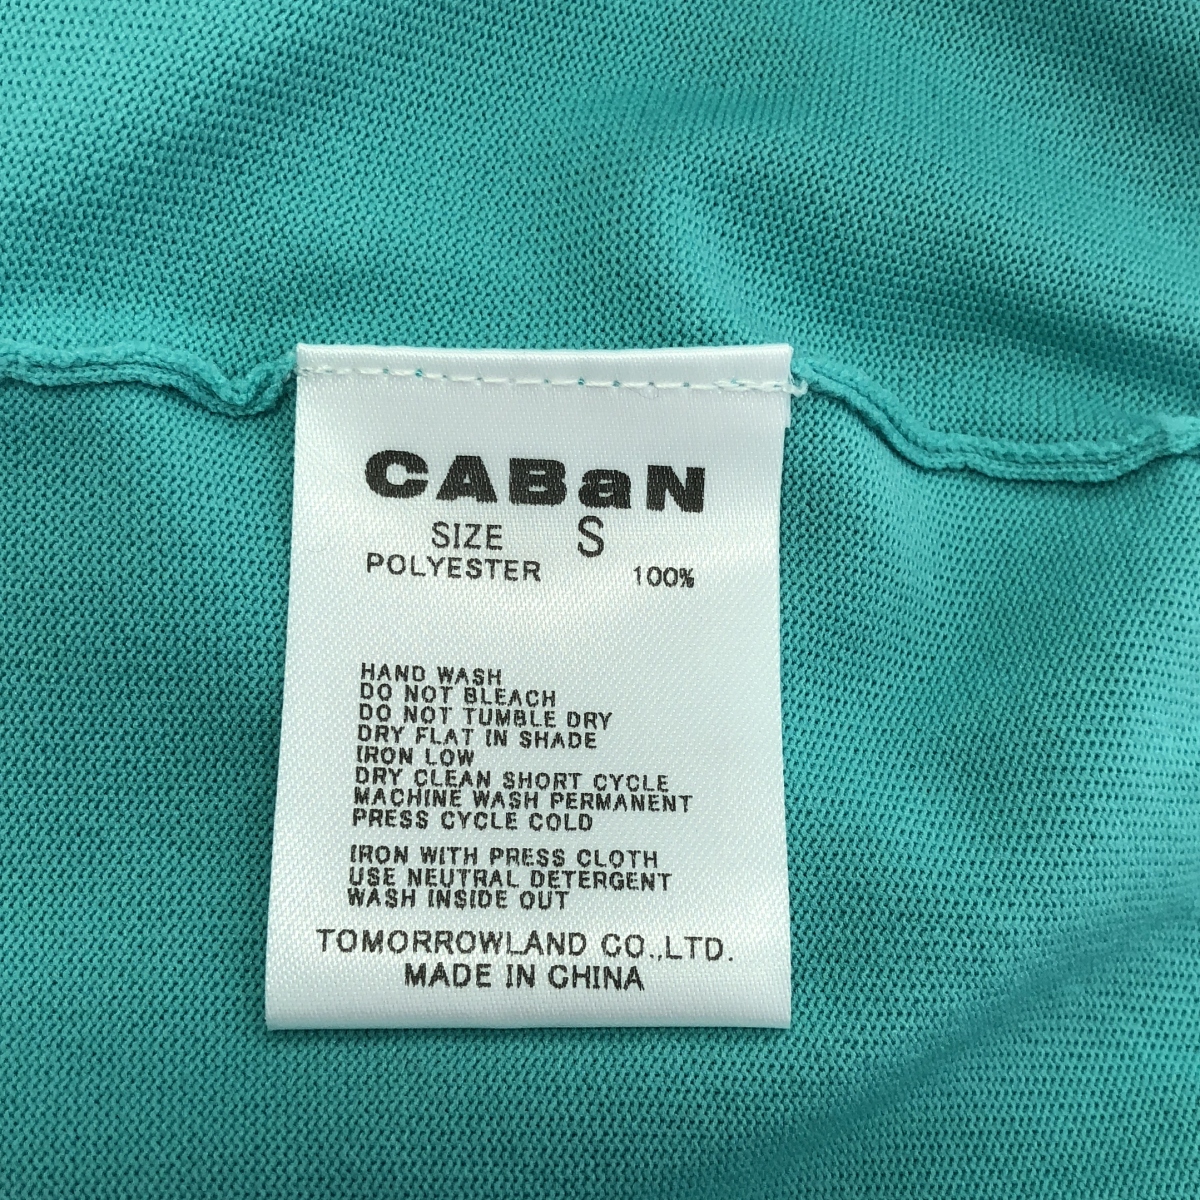 CABaN
SIZE S
POLYESTER 100%
HAND WASH
DO NOT BLEACH
DO NOT TUMBLE DRY
DRY FLAT IN SHADE
IRON LOW
DRY CLEAN SHORT CYCLE
MACHINE WASH PERMANENT
PRESS CYCLE COLD
IRON WITH PRESS CLOTH
USE NEUTRAL DETERGENT
WASH INSIDE OUT
TOMORROWLAND CO.,LTD.
MADE IN CHINA